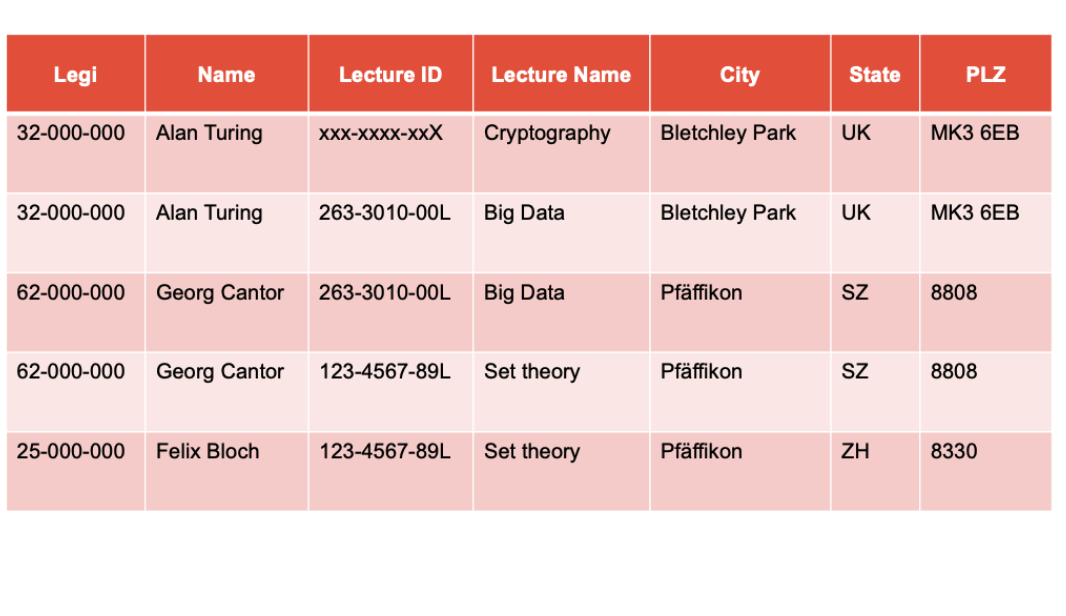 Legi Name Lecture ID Lecture Name City State PLZ
32-000-000 Alan Turing xxx-xxxx-xxX Cryptography Bletchley Park UK MK3 6EB
32-000-000 Alan Turing 263-3010-00L Big Data Bletchley Park UK MK3 6EB
62-000-000 Georg Cantor 263-3010-00L Big Data Pfäffikon SZ 8808
62-000-000 Georg Cantor 123-4567-89L Set theory Pfäffikon SZ 8808
25-000-000 Felix Bloch 123-4567-89L Set theory Pfäffikon ZH 8330